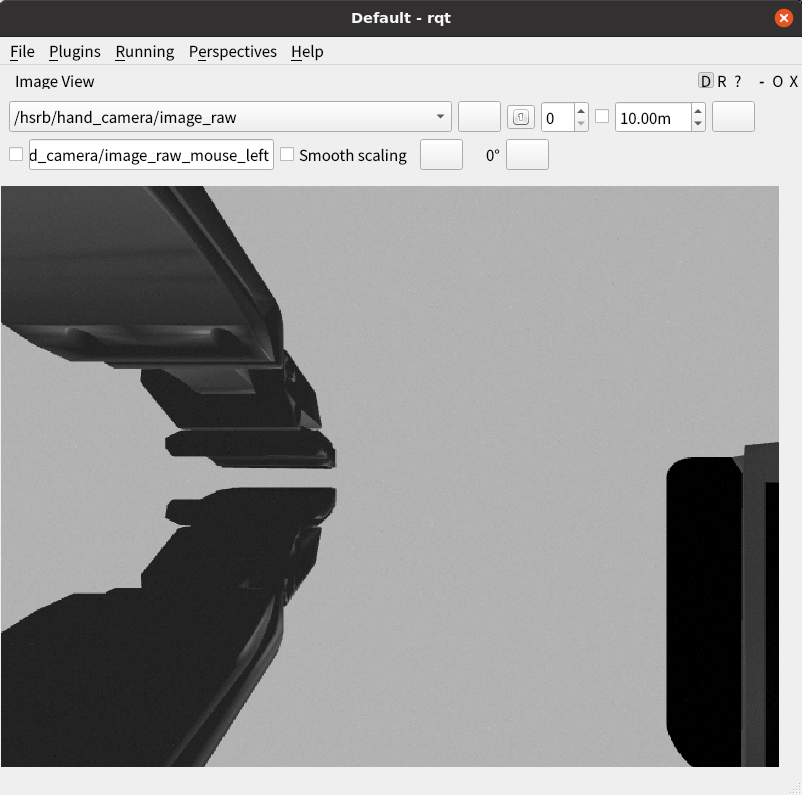 Default - rqt
File Plugins Running Perspectives Help
Image View D R ? - O X
/hsrb/hand_camera/image_raw 0 10.00m
d_camera/image_raw_mouse_left Smooth scaling 0°